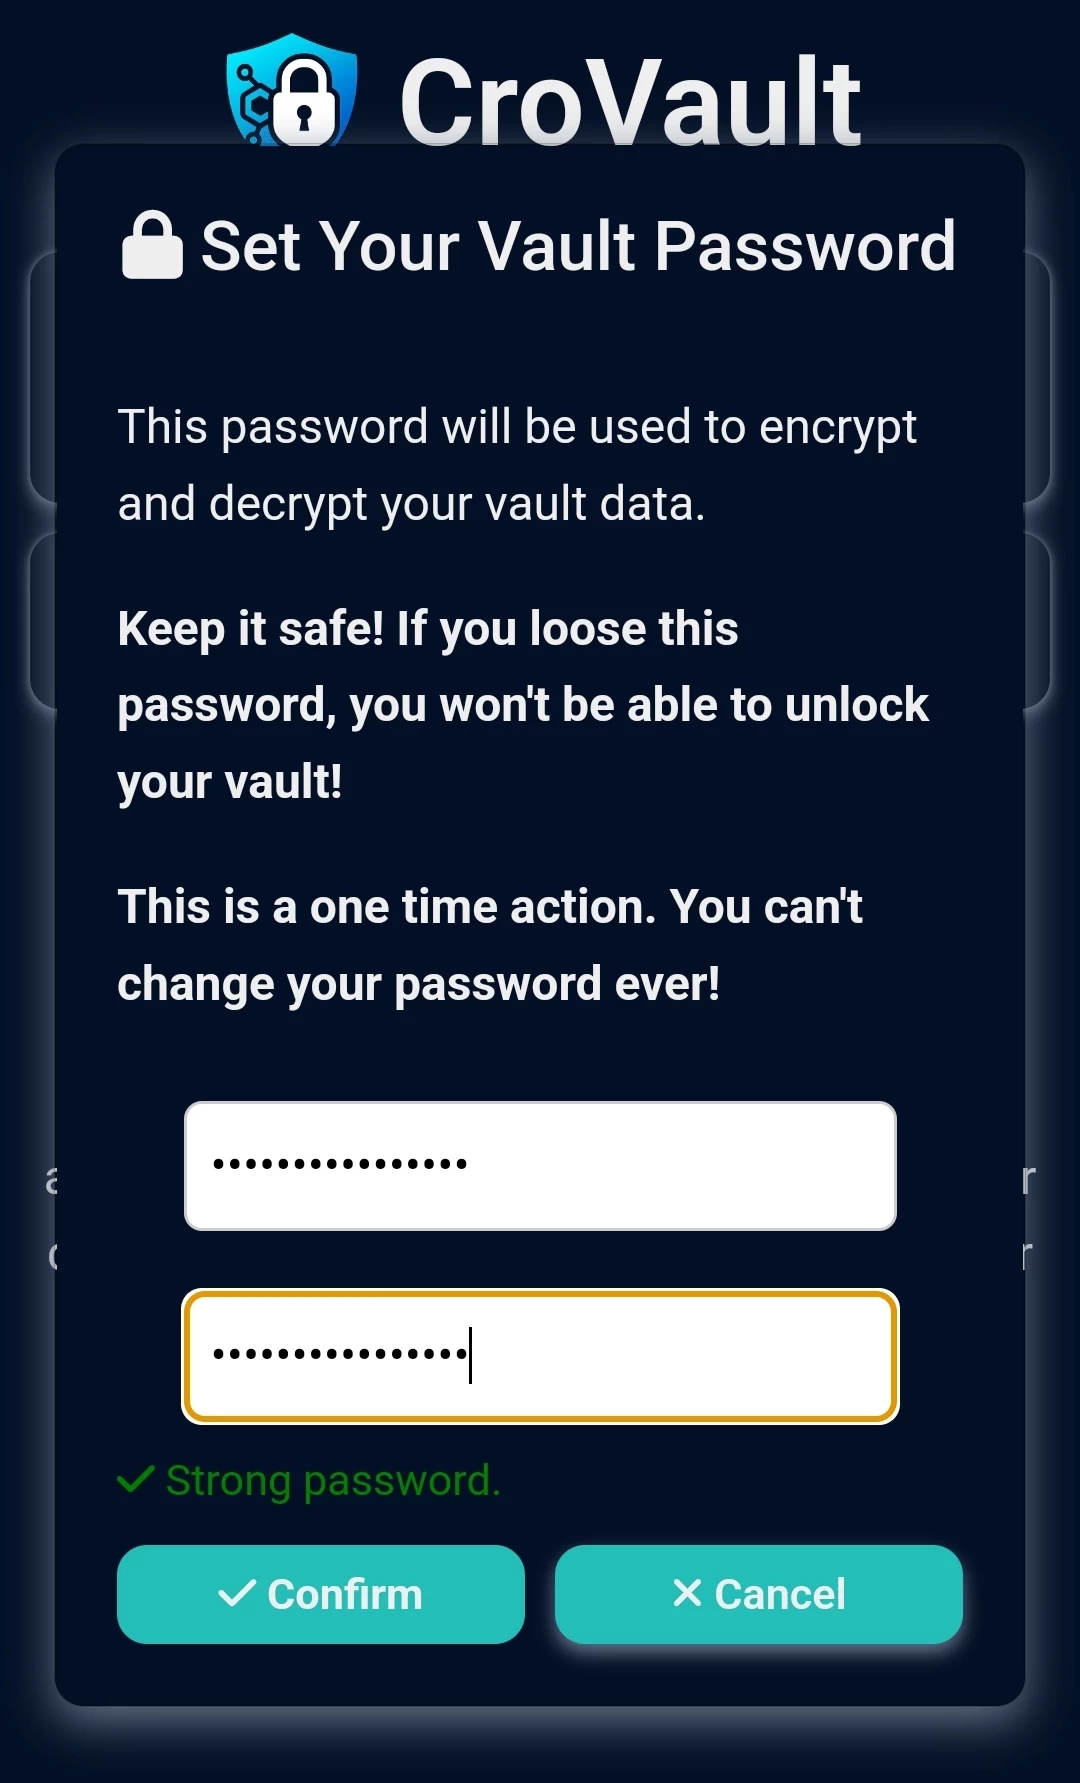 CroVault
Set Your Vault Password
This password will be used to encrypt
and decrypt your vault data.
Keep it safe! If you loose this
password, you won't be able to unlock
your vault!
This is a one time action. You can't
change your password ever!
••••••••••••••••
••••••••••••••••
Strong password.
Confirm
Cancel